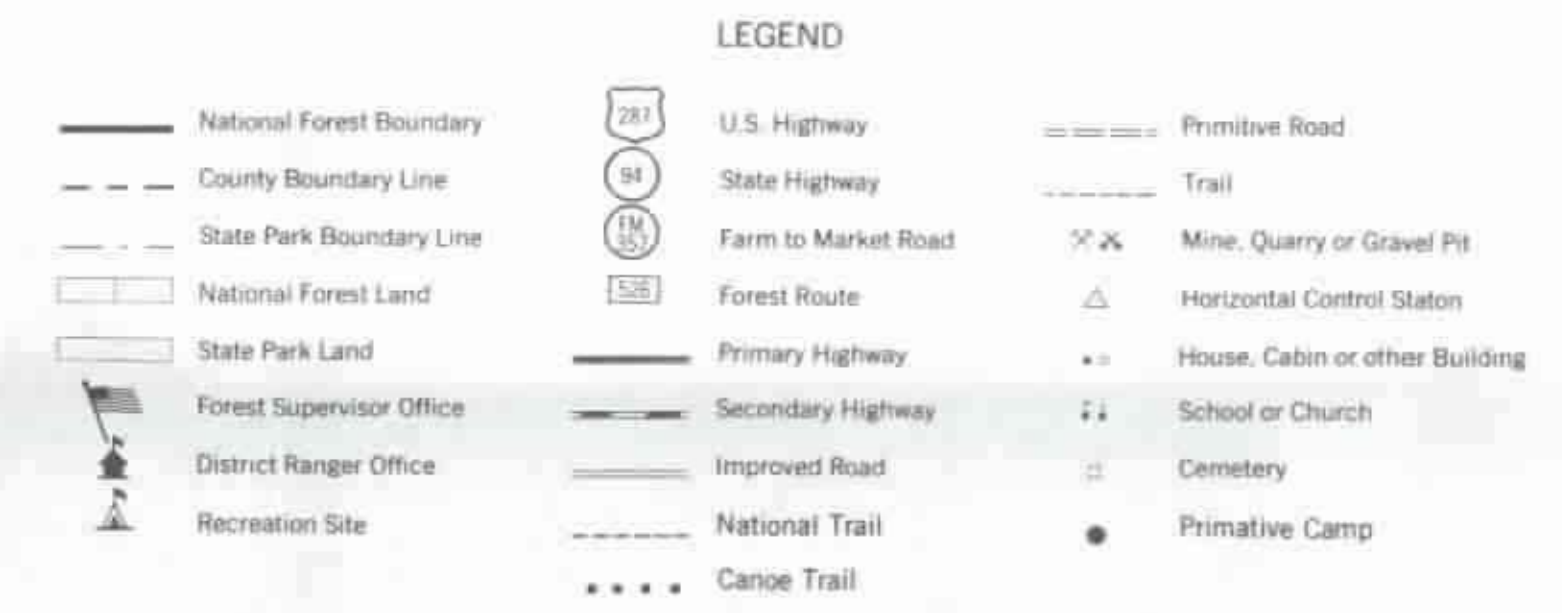 LEGEND
National Forest Boundary
County Boundary Line
State Park Boundary Line
National Forest Land
State Park Land
Forest Supervisor Office
District Ranger Office
Recreation Site
287 U.S. Highway
94 State Highway
FM
357 Farm to Market Road
526 Forest Route
Primary Highway
Secondary Highway
Improved Road
National Trail
Canoe Trail
Primitive Road
Trail
Mine, Quarry or Gravel Pit
Horizontal Control Staton
House, Cabin or other Building
School or Church
Cemetery
Primative Camp